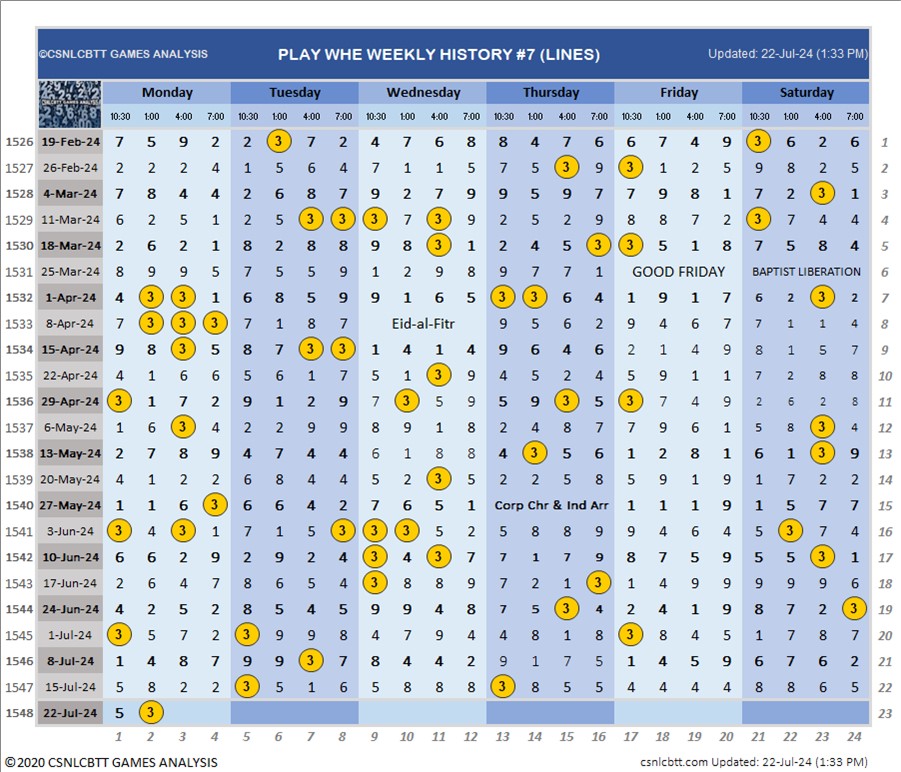 ©CSNLCBTT GAMES ANALYSIS PLAY WHE WEEKLY HISTORY #7 (LINES) Updated: 22-Jul-24 (1:33 PM)
Monday Tuesday Wednesday Thursday Friday Saturday
10:30 1:00 4:00 7:00 10:30 1:00 4:00 7:00 10:30 1:00 4:00 7:00 10:30 1:00 4:00 7:00 10:30 1:00 4:00 7:00 10:30 1:00 4:00 7:00
1526 19-Feb-24 7 5 9 2 2 3 7 2 4 7 6 8 8 4 7 6 6 7 4 9 3 6 2 6 1
1527 26-Feb-24 2 2 2 4 1 5 6 4 7 1 1 5 7 5 3 9 3 1 2 5 9 8 2 5 2
1528 4-Mar-24 7 8 4 4 2 6 8 7 9 2 7 9 9 5 9 7 7 9 8 1 7 2 3 1 3
1529 11-Mar-24 6 2 5 1 2 5 3 3 3 7 3 9 2 5 2 9 8 8 7 2 3 7 4 4 4
1530 18-Mar-24 2 6 2 1 8 2 8 8 9 8 3 1 2 4 5 3 3 5 1 8 7 5 8 4 5
1531 25-Mar-24 8 9 9 5 7 5 5 9 1 2 9 8 9 7 7 1 GOOD FRIDAY BAPTIST LIBERATION 6
1532 1-Apr-24 4 3 3 1 6 8 5 9 9 1 6 5 3 3 6 4 1 9 1 7 6 2 3 2 7
1533 8-Apr-24 7 3 3 3 7 1 8 7 Eid-al-Fitr 9 5 6 2 9 4 6 7 7 1 1 4 8
1534 15-Apr-24 9 8 3 5 8 7 3 3 1 4 1 4 9 6 4 6 2 1 4 9 8 1 5 7 9
1535 22-Apr-24 4 1 6 6 5 6 1 7 5 1 3 9 4 5 2 4 5 9 1 1 7 2 8 8 10
1536 29-Apr-24 3 1 7 2 9 1 2 9 7 3 5 9 5 9 3 5 3 7 4 9 2 6 2 8 11
1537 6-May-24 1 6 3 4 2 2 9 9 8 9 1 8 2 4 8 7 7 9 6 1 5 8 3 4 12
1538 13-May-24 2 7 8 9 4 7 4 4 6 1 8 8 4 3 5 6 1 2 8 1 6 1 3 9 13
1539 20-May-24 4 1 2 2 6 8 4 4 5 2 3 2 2 2 5 8 5 9 1 9 5 7 2 2 14
1540 27-May-24 1 1 6 3 6 6 4 2 7 6 5 1 Corp Chr & Ind Arr 1 1 1 9 1 5 7 7 15
1541 3-Jun-24 3 4 3 1 7 1 5 3 3 3 5 2 5 8 8 9 9 4 6 4 5 3 7 4 16
1542 10-Jun-24 6 6 2 9 2 9 2 4 3 4 3 7 7 1 7 9 8 7 5 9 5 5 3 1 17
1543 17-Jun-24 2 6 4 7 8 6 5 4 3 8 8 9 7 2 1 3 1 4 9 9 9 9 9 6 18
1544 24-Jun-24 4 2 5 2 8 5 4 5 9 9 4 8 7 5 3 4 2 4 1 9 8 7 2 3 19
1545 1-Jul-24 3 5 7 2 3 9 9 8 4 7 9 4 4 8 1 8 3 8 4 5 1 7 8 7 20
1546 8-Jul-24 1 4 8 7 9 9 3 7 8 4 4 2 9 1 7 5 1 4 5 9 6 7 6 2 21
1547 15-Jul-24 5 8 2 2 3 5 1 6 5 8 8 8 3 8 5 5 4 4 4 4 8 8 6 5 22
1548 22-Jul-24 5 3 23
1 2 3 4 5 6 7 8 9 10 11 12 13 14 15 16 17 18 19 20 21 22 23 24
©2020 CSNLCBTT GAMES ANALYSIS csnlcbtt.com Updated: 22-Jul-24 (1:33 PM)